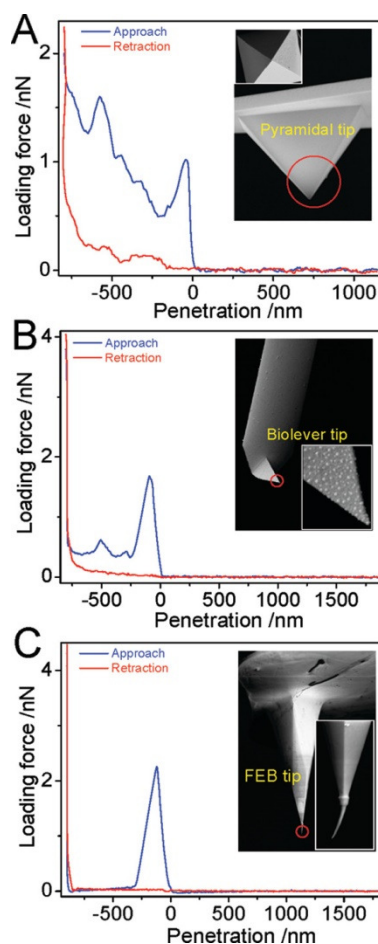 A
Approach
Retraction
Pyramidal tip
Loading force /nN
2
1
0
-500
0
500
1000
Penetration /nm
B
Approach
Retraction
Biolever tip
Loading force /nN
4
2
0
-500
0
500
1000
1500
Penetration /nm
C
Approach
Retraction
FEB tip
Loading force /nN
4
2
0
-500
0
500
1000
1500
Penetration /nm